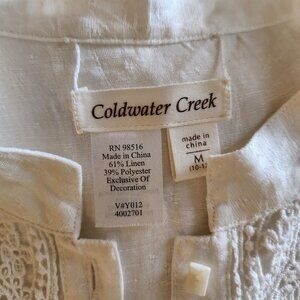 Coldwater Creek
RN 98516
Made in China
61% Linen
39% Polyester
Exclusive Of
Decoration
V#Y012
4002701
made in
china
M